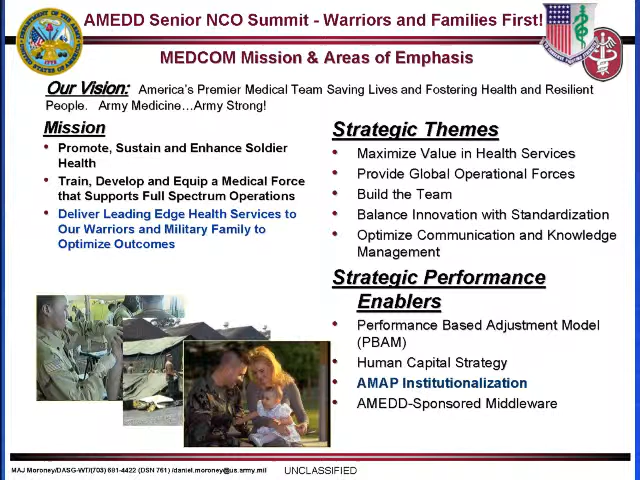 AMEDD Senior NCO Summit - Warriors and Families First!
MEDCOM Mission & Areas of Emphasis
Our Vision: America's Premier Medical Team Saving Lives and Fostering Health and Resilient
People. Army Medicine…Army Strong!
Mission
• Promote, Sustain and Enhance Soldier
Health
• Train, Develop and Equip a Medical Force
that Supports Full Spectrum Operations
• Deliver Leading Edge Health Services to
Our Warriors and Military Family to
Optimize Outcomes
Strategic Themes
• Maximize Value in Health Services
• Provide Global Operational Forces
• Build the Team
• Balance Innovation with Standardization
• Optimize Communication and Knowledge
Management
Strategic Performance
Enablers
• Performance Based Adjustment Model
(PBAM)
• Human Capital Strategy
• AMAP Institutionalization
• AMEDD-Sponsored Middleware
MAJ Moroney/DASG-WTI(703) 681-4422 (DSN 761) /daniel.moroney@us.army.mil
UNCLASSIFIED